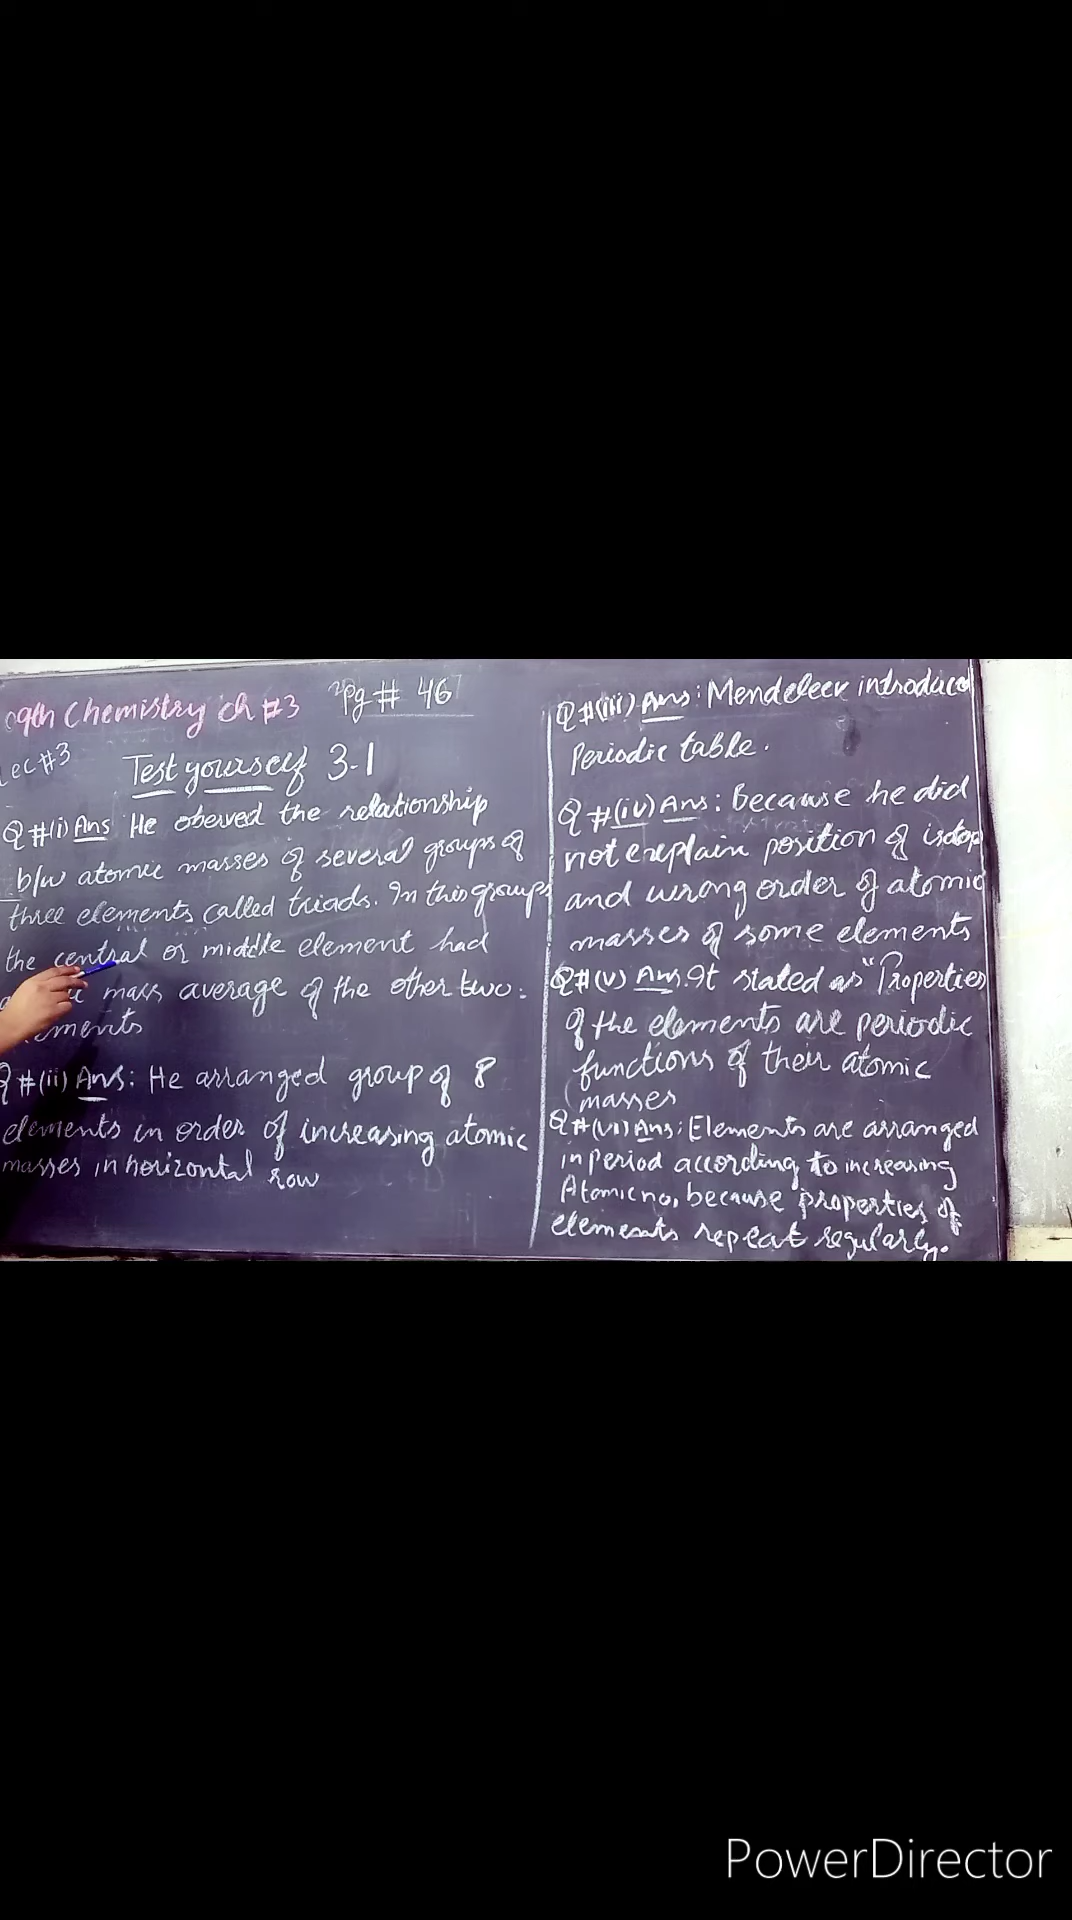 9th Chemistry ch #3 Pg # 46
Lec#3
Test yourself 3.1
Q #(i) Ans He oberved the relationship
b/w atomic masses of several groups of
three elements called triads. In this groups
the central or middle element had
mass average of the other two.
ements
Q #(ii) Ans: He arranged group of 8
elements in order of increasing atomic
masses in horizontal row
Q #(iii) Ans: Mendeleev introduced
Periodic table.
Q #(iv) Ans: Because he did
not explain position of isotop
and wrong order of atomic
masses of some elements
Q #(v) Ans. It stated as "Properties
of the elements are periodic
functions of their atomic
masses
Q #(vi) Ans: Elements are arranged
in period according to increasing
Atomic no, because properties of
elements repeat regularly.
PowerDirector